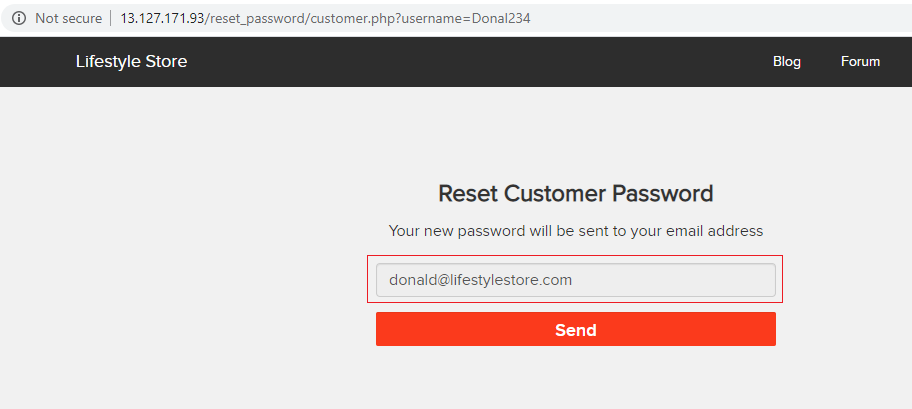 Not secure | 13.127.171.93/reset_password/customer.php?username=Donal234
Lifestyle Store Blog Forum
Reset Customer Password
Your new password will be sent to your email address
donald@lifestylestore.com
Send